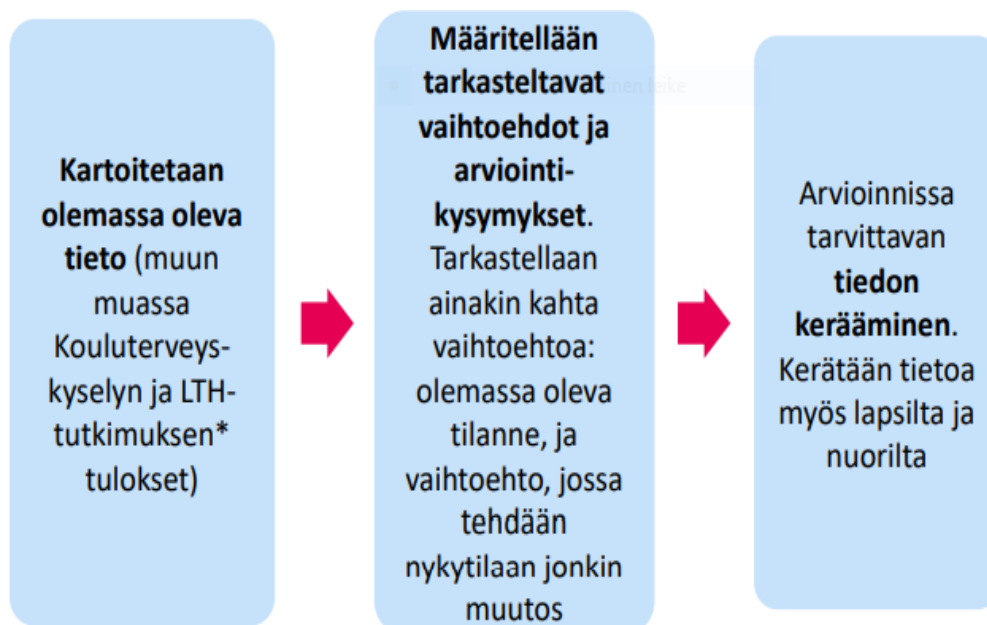 Kartoitetaan
olemassa oleva
tieto (muun
muassa
Kouluterveys-
kyselyn ja LTH-
tutkimuksen*
tulokset)
Määritellään
tarkasteltavat
vaihtoehdot ja
arviointi-
kysymykset.
Tarkastellaan
ainakin kahta
vaihtoehtoa:
olemassa oleva
tilanne, ja
vaihtoehto, jossa
tehdään
nykytilaan jonkin
muutos
Arvioinnissa
tarvittavan
tiedon
kerääminen.
Kerätään tietoa
myös lapsilta ja
nuorilta